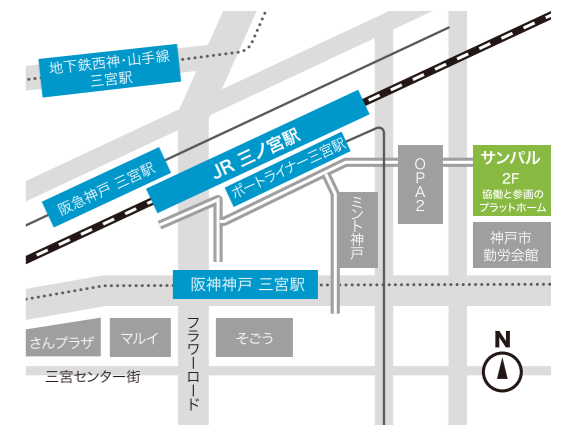 地下鉄西神・山手線
三宮駅
JR 三ノ宮駅
阪急神戸 三宮駅
ポートライナー三宮駅
OPA2
サンパル
2F
協働と参画の
プラットホーム
ミント神戸
神戸市
勤労会館
阪神神戸 三宮駅
さんプラザ
マルイ
フラワーロード
そごう
三宮センター街
N